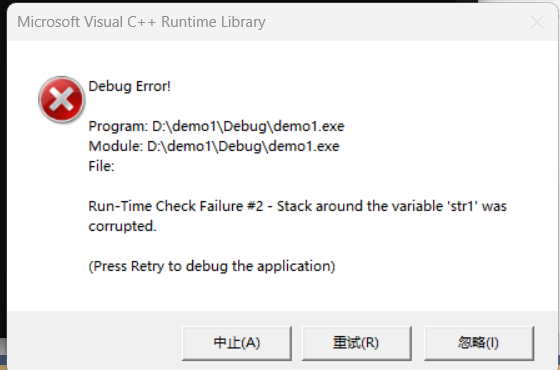 Microsoft Visual C++ Runtime Library
Debug Error!
Program: D:\demo1\Debug\demo1.exe
Module: D:\demo1\Debug\demo1.exe
File:
Run-Time Check Failure #2 - Stack around the variable 'str1' was
corrupted.
(Press Retry to debug the application)
中止(A)
重试(R)
忽略(I)